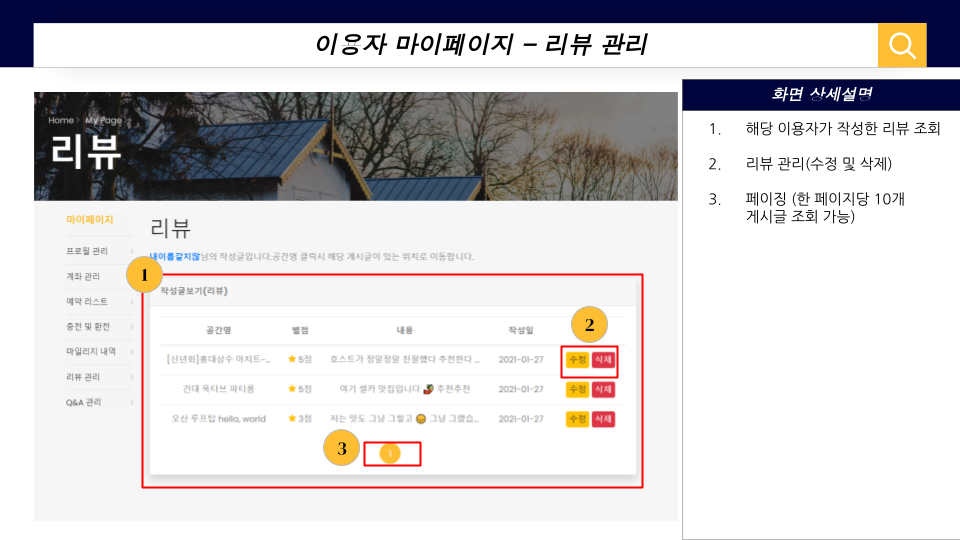 이용자 마이페이지 – 리뷰 관리
화면 상세설명
1. 해당 이용자가 작성한 리뷰 조회
2. 리뷰 관리(수정 및 삭제)
3. 페이징 (한 페이지당 10개
게시글 조회 가능)
Home > My Page >
리뷰
마이페이지
프로필 관리 >
계좌 관리
예약 리스트 >
충전 및 환전 >
마일리지 내역 >
리뷰 관리 >
Q&A 관리 >
리뷰
내이름같지않님의 작성글입니다.공간명 클릭시 해당 게시글이 있는 위치로 이동합니다.
1
작성글보기(리뷰)
2
공간명 별점 내용 작성일
[신년회]홍대상수 아지트-... ★ 5점 호스트가 정말정말 친절했다 추천한다 ... 2021-01-27 수정 삭제
건대 옥타브 파티룸 ★ 5점 여기 셀카 맛집입니다 추천추천 2021-01-27 수정 삭제
오산 루프탑 hello, world ★ 3점 저는 맛도 그냥 그렇고 그냥 그랬습... 2021-01-27 수정 삭제
3
1